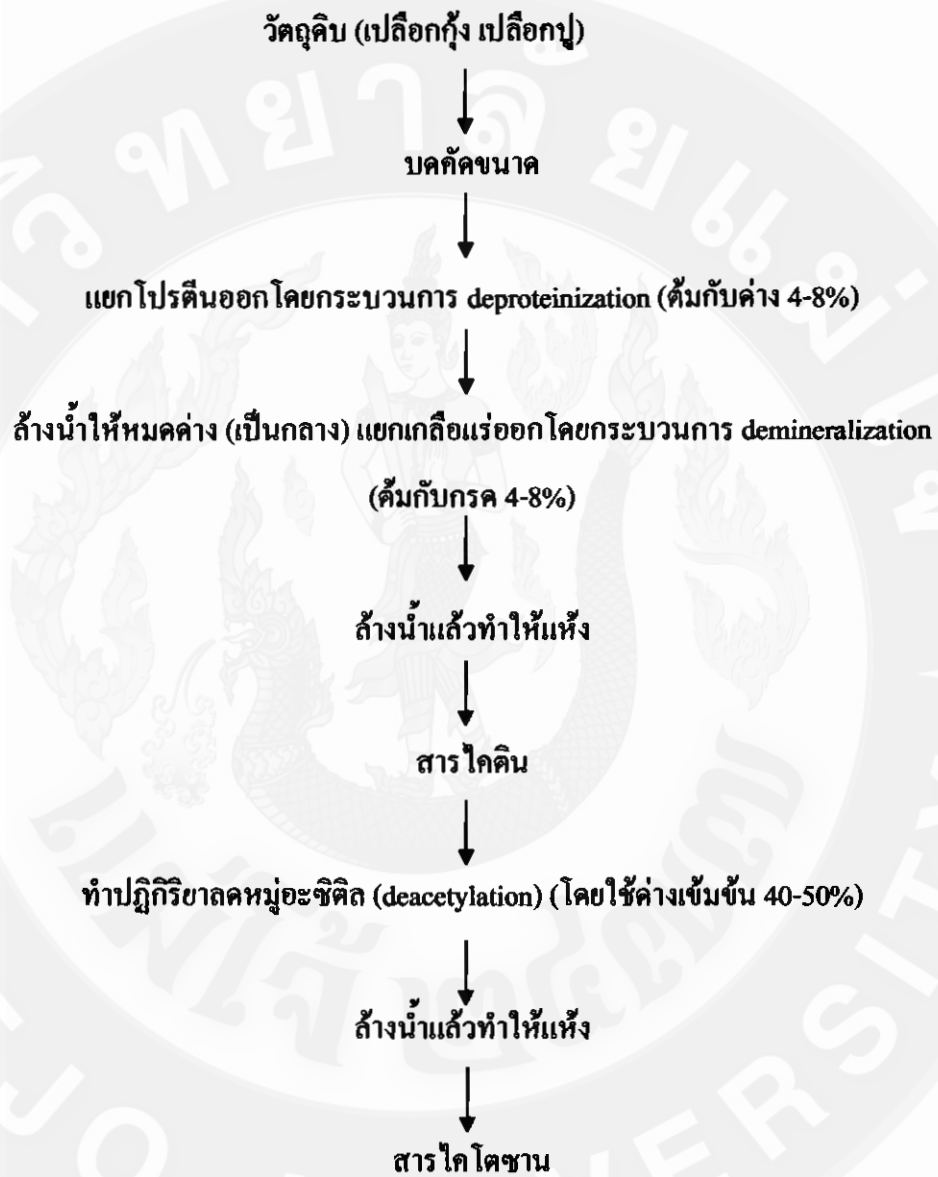 วัตถุดิบ (เปลือกกุ้ง เปลือกปู)
บดคัดขนาด
แยกโปรตีนออกโดยกระบวนการ deproteinization (ต้มกับด่าง 4-8%)
ล้างน้ำให้หมดด่าง (เป็นกลาง) แยกเกลือแร่ออกโดยกระบวนการ demineralization
(ต้มกับกรด 4-8%)
ล้างน้ำแล้วทำให้แห้ง
สารไคติน
ทำปฏิกิริยาลดหมู่อะซิติล (deacetylation) (โดยใช้ด่างเข้มข้น 40-50%)
ล้างน้ำแล้วทำให้แห้ง
สารไคโตซาน